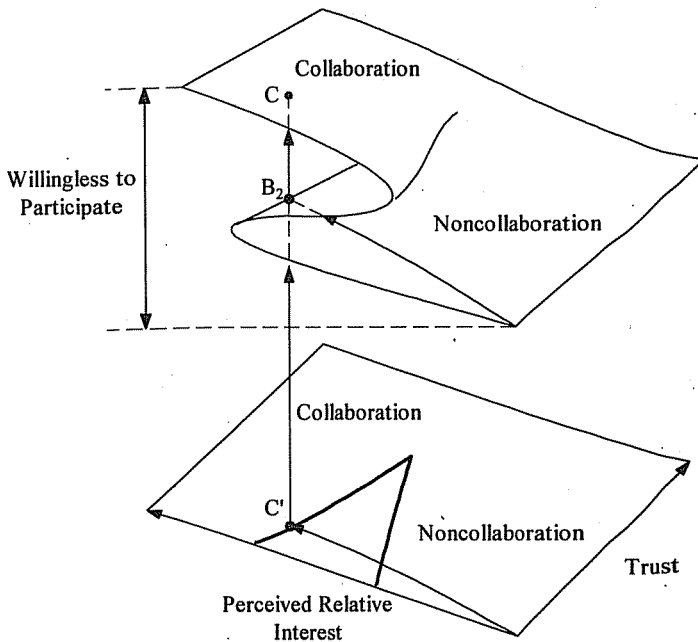 Collaboration
C
Willingless to
Participate
B2
Noncollaboration
Collaboration
C'
Noncollaboration
Trust
Perceived Relative
Interest